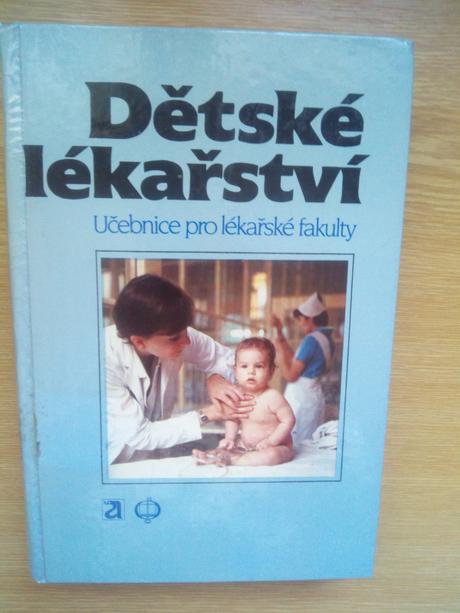 Dětské
lékařství
Učebnice pro lékařské fakulty